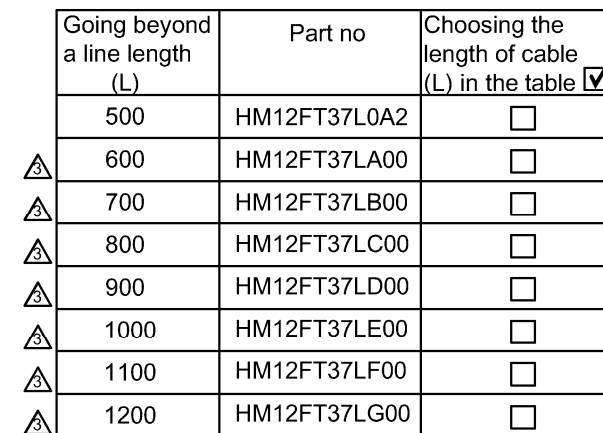 Going beyond
a line length
(L)
Part no
Choosing the
length of cable
(L) in the table
500 HM12FT37L0A2
3 600 HM12FT37LA00
3 700 HM12FT37LB00
3 800 HM12FT37LC00
3 900 HM12FT37LD00
3 1000 HM12FT37LE00
3 1100 HM12FT37LF00
3 1200 HM12FT37LG00